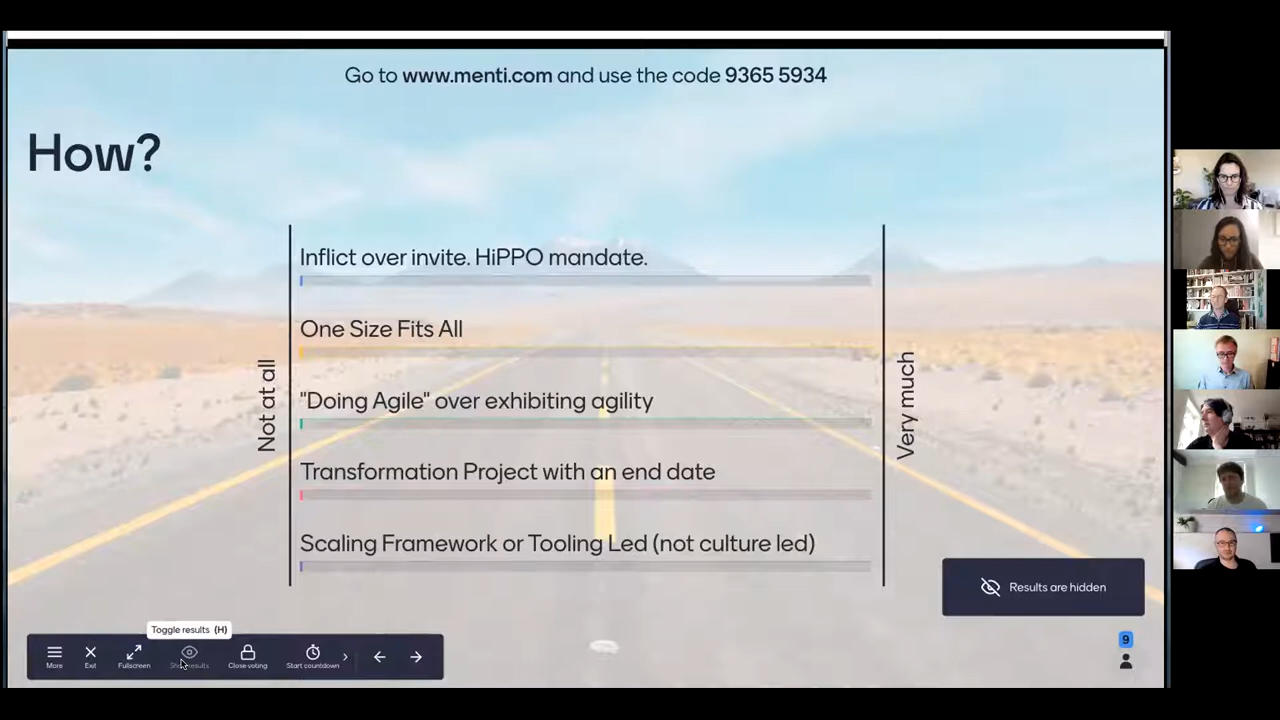 Go to www.menti.com and use the code 9365 5934
How?
Not at all
Inflict over invite. HiPPO mandate.
One Size Fits All
"Doing Agile" over exhibiting agility
Transformation Project with an end date
Scaling Framework or Tooling Led (not culture led)
Very much
Results are hidden
Toggle results (H)
More
Exit
Fullscreen
Show results
Close voting
Start countdown
9